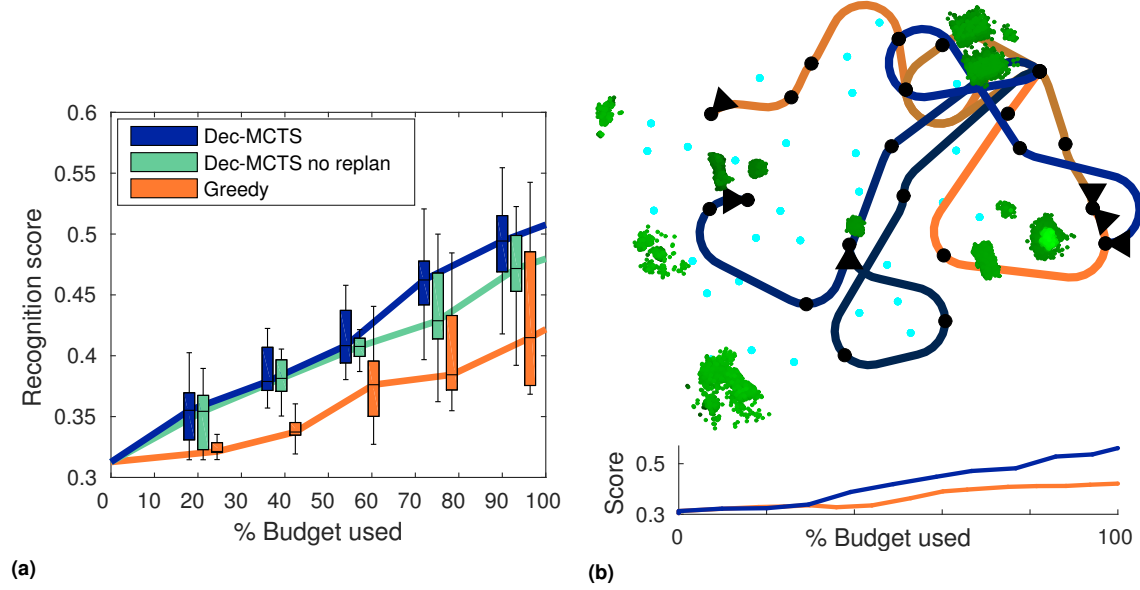 0.6
0.55
0.5
0.45
0.4
0.35
0.3
Recognition score
Dec-MCTS
Dec-MCTS no replan
Greedy
0 10 20 30 40 50 60 70 80 90 100
% Budget used
(a)
Score
0.5
0.3
0 % Budget used 100
(b)